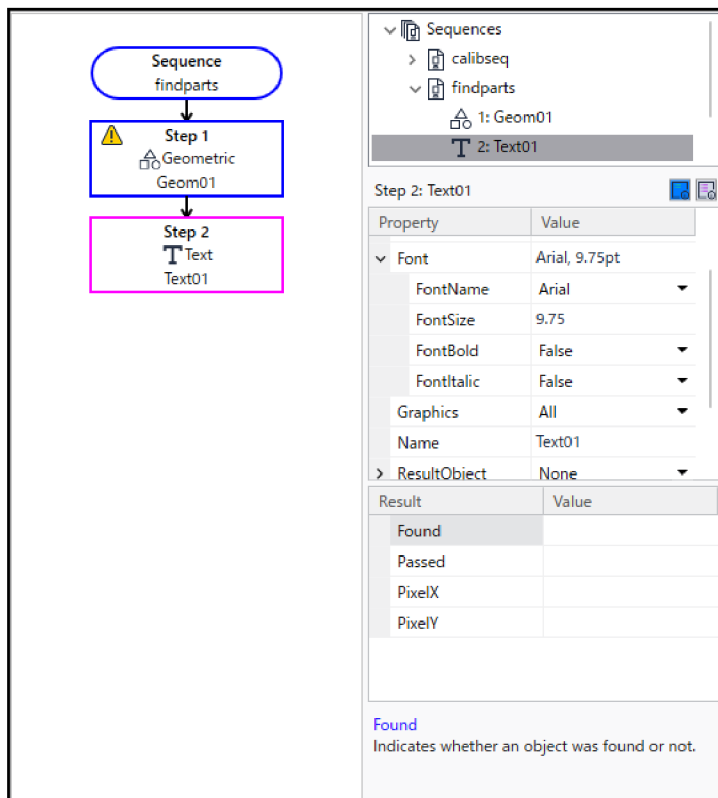 Sequence
findparts
Step 1
Geometric
Geom01
Step 2
Text
Text01
Sequences
calibseq
findparts
1: Geom01
2: Text01
Step 2: Text01
Property Value
Font Arial, 9.75pt
FontName Arial
FontSize 9.75
FontBold False
FontItalic False
Graphics All
Name Text01
ResultObject None
Result Value
Found
Passed
PixelX
PixelY
Found
Indicates whether an object was found or not.